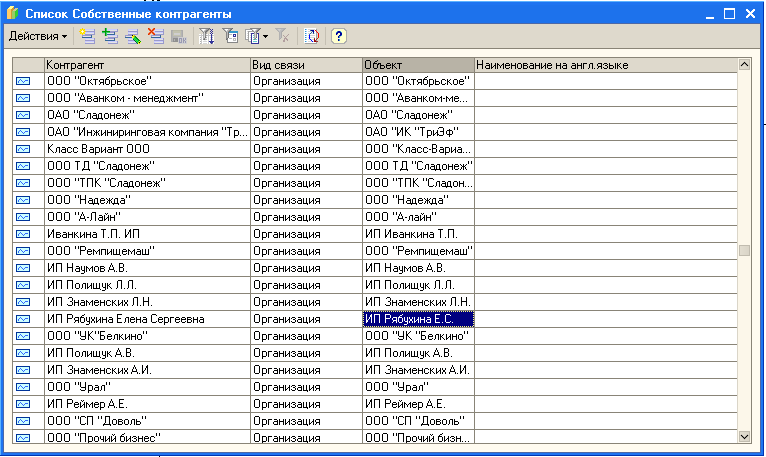 Список Собственные контрагенты
Действия
Контрагент Вид связи Объект Наименование на англ.языке
ООО "Октябрьское" Организация ООО "Октябрьское"
ООО "Аванком - менеджмент" Организация ООО "Аванком-ме...
ОАО "Сладонеж" Организация ОАО "Сладонеж"
ОАО "Инжиниринговая компания "Тр... Организация ОАО "ИК "ТриЭф"
Класс Вариант ООО Организация ООО "Класс-Вариа...
ООО ТД "Сладонеж" Организация ООО ТД "Сладонеж"
ООО "ТПК "Сладонеж" Организация ООО "ТПК "Сладон...
ООО "Надежда" Организация ООО "Надежда"
ООО "А-Лайн" Организация ООО "А-лайн"
Иванкина Т.П. ИП Организация ИП Иванкина Т.П.
ООО "Ремпищемаш" Организация ООО "Ремпищемаш"
ИП Наумов А.В. Организация ИП Наумов А.В.
ИП Полищук Л.Л. Организация ИП Полищук Л.Л.
ИП Знаменских Л.Н. Организация ИП Знаменских Л.Н.
ИП Рябухина Елена Сергеевна Организация ИП Рябухина Е.С.
ООО "УК"Белкино" Организация ООО "УК "Белкино"
ИП Полищук А.В. Организация ИП Полищук А.В.
ИП Знаменских А.И. Организация ИП Знаменских А.И.
ООО "Урал" Организация ООО "Урал"
ИП Реймер А.Е. Организация ИП Реймер А.Е.
ООО "СП "Доволь" Организация ООО "СП "Доволь"
ООО "Прочий бизнес" Организация ООО "Прочий бизн...